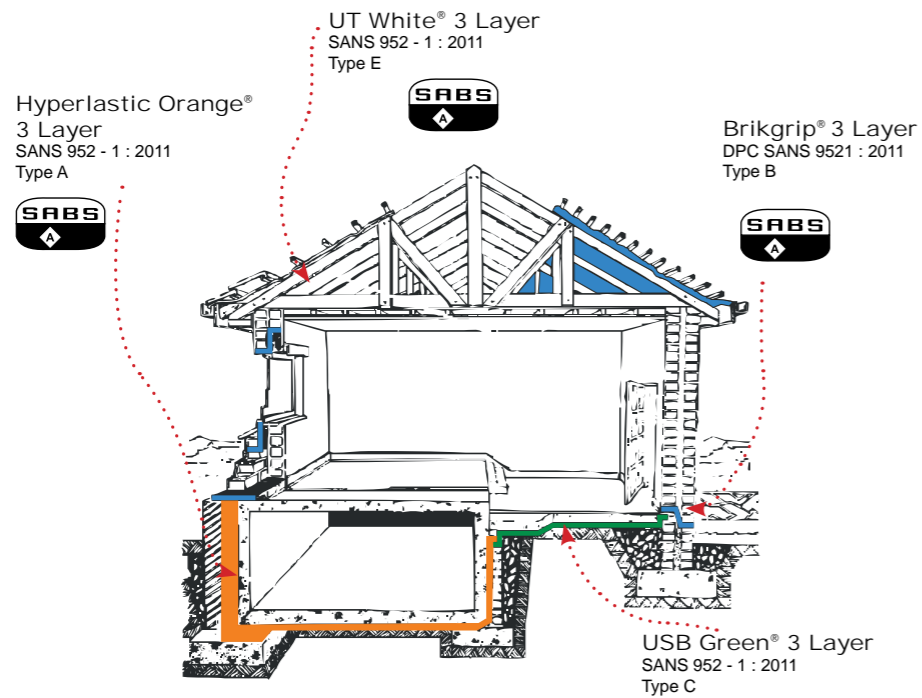 UT White® 3 Layer
SANS 952 - 1 : 2011
Type E
SABS
A
Hyperlastic Orange®
3 Layer
SANS 952 - 1 : 2011
Type A
SABS
A
Brikgrip® 3 Layer
DPC SANS 9521 : 2011
Type B
SABS
A
USB Green® 3 Layer
SANS 952 - 1 : 2011
Type C